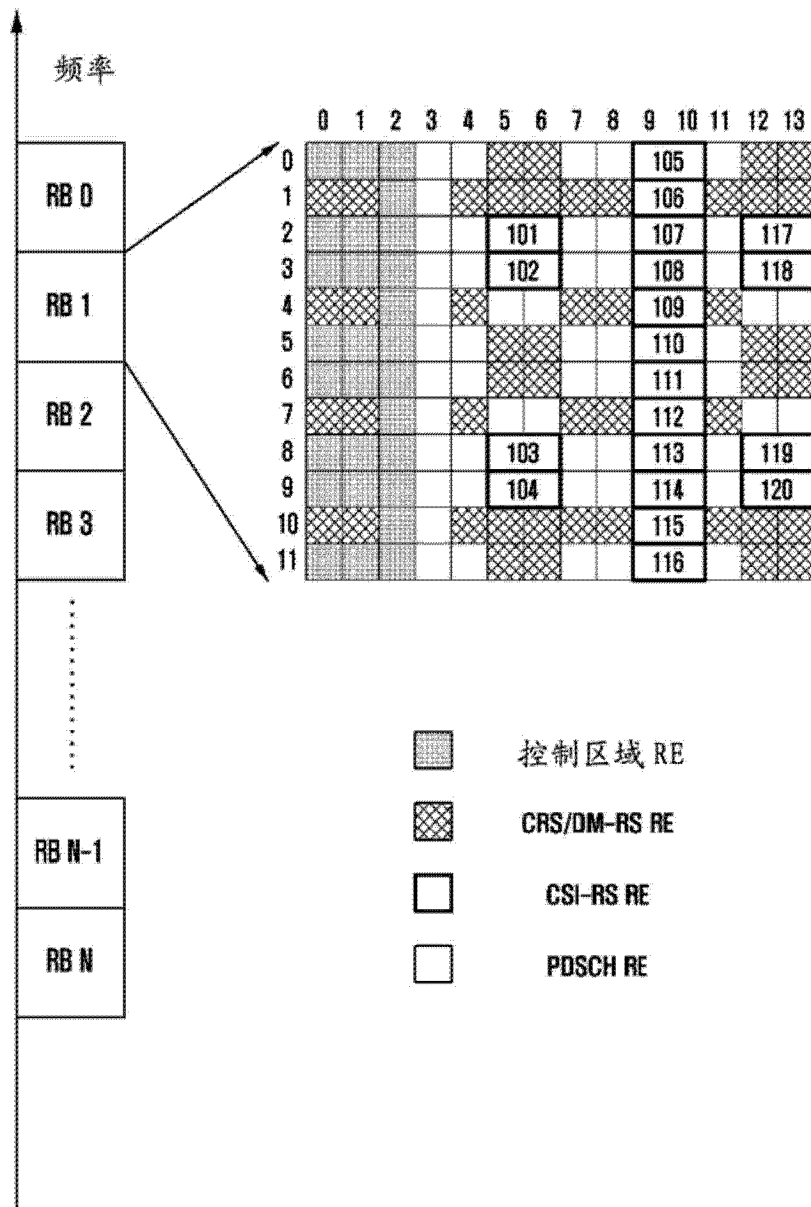 频率
0 1 2 3 4 5 6 7 8 9 10 11 12 13
RB 0
RB 1
RB 2
RB 3
RB N-1
RB N
0 105
1 106
2 101 107 117
3 102 108 118
4 109
5 110
6 111
7 112
8 103 113 119
9 104 114 120
10 115
11 116
控制区域 RE
CRS/DM-RS RE
CSI-RS RE
PDSCH RE